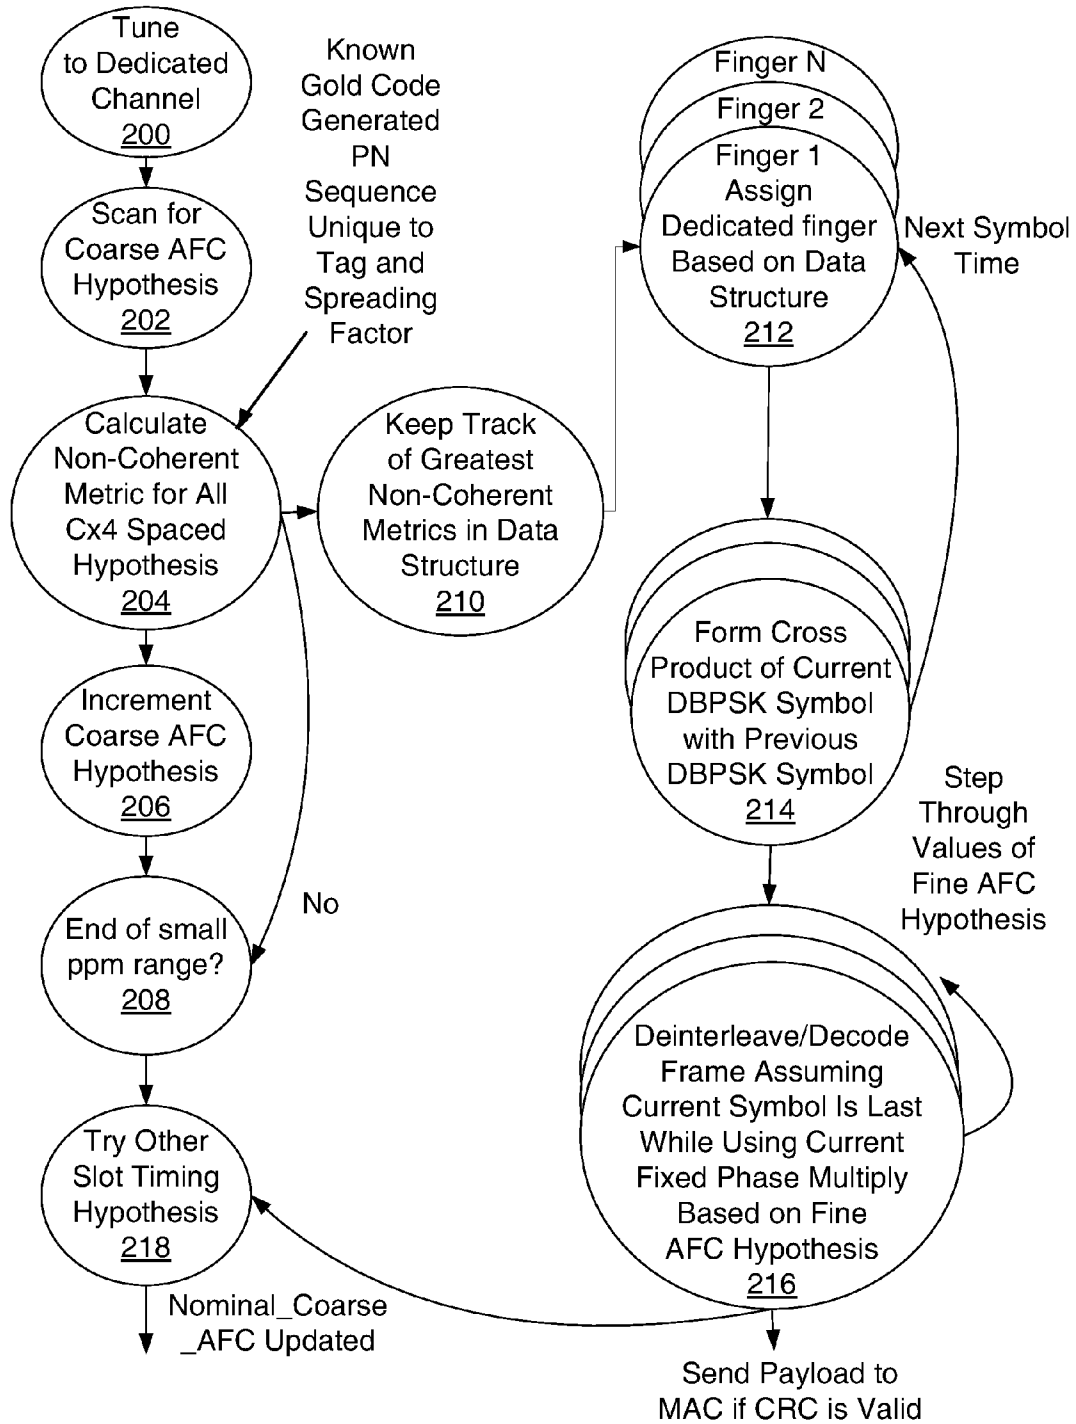 Tune
to Dedicated
Channel
200
Scan for
Coarse AFC
Hypothesis
202
Known
Gold Code
Generated
PN
Sequence
Unique to
Tag and
Spreading
Factor
Calculate
Non-Coherent
Metric for All
Cx4 Spaced
Hypothesis
204
Increment
Coarse AFC
Hypothesis
206
No
End of small
ppm range?
208
Try Other
Slot Timing
Hypothesis
218
Nominal_Coarse
_AFC Updated
Keep Track
of Greatest
Non-Coherent
Metrics in Data
Structure
210
Finger N
Finger 2
Finger 1
Assign
Dedicated finger
Based on Data
Structure
212
Next Symbol
Time
Form Cross
Product of Current
DBPSK Symbol
with Previous
DBPSK Symbol
214
Step
Through
Values of
Fine AFC
Hypothesis
Deinterleave/Decode
Frame Assuming
Current Symbol Is Last
While Using Current
Fixed Phase Multiply
Based on Fine
AFC Hypothesis
216
Send Payload to
MAC if CRC is Valid